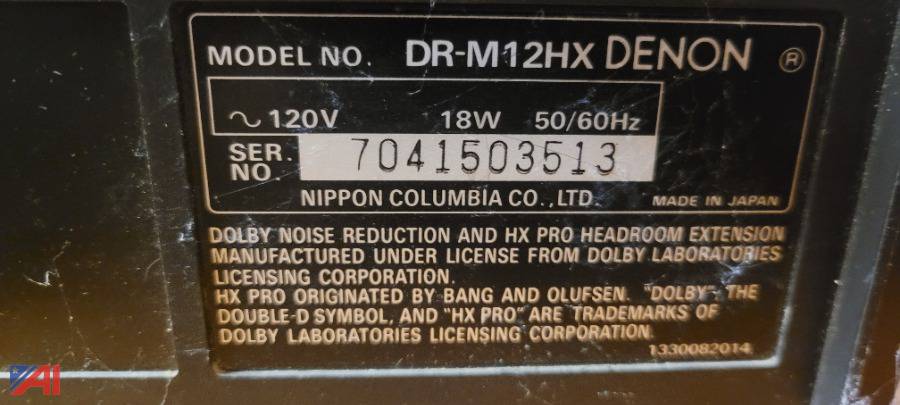 MODEL NO. DR-M12HX DENON ®
~ 120V 18W 50/60Hz
SER. NO. 7041503513
NIPPON COLUMBIA CO.,LTD. MADE IN JAPAN
DOLBY NOISE REDUCTION AND HX PRO HEADROOM EXTENSION
MANUFACTURED UNDER LICENSE FROM DOLBY LABORATORIES
LICENSING CORPORATION.
HX PRO ORIGINATED BY BANG AND OLUFSEN. "DOLBY", THE
DOUBLE-D SYMBOL, AND "HX PRO" ARE TRADEMARKS OF
DOLBY LABORATORIES LICENSING CORPORATION.
1330082014
AI